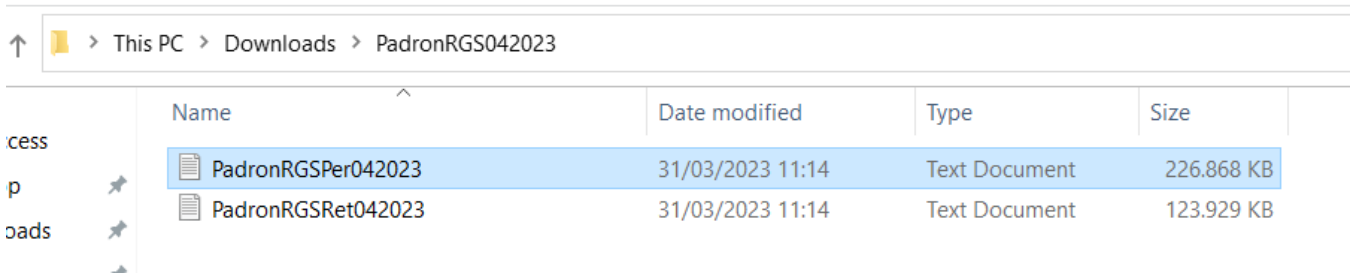 This PC > Downloads > PadronRGS042023
Name Date modified Type Size
ccess
PadronRGSPer042023 31/03/2023 11:14 Text Document 226.868 KB
op
PadronRGSRet042023 31/03/2023 11:14 Text Document 123.929 KB
oads